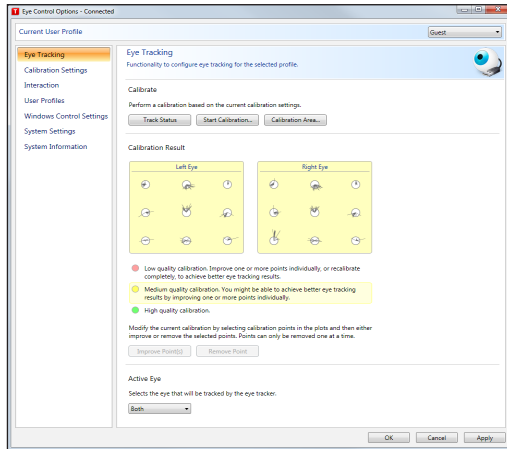 Eye Control Options - Connected
Current User Profile
Guest
Eye Tracking
Calibration Settings
Interaction
User Profiles
Windows Control Settings
System Settings
System Information
Eye Tracking
Functionality to configure eye tracking for the selected profile.
Calibrate
Perform a calibration based on the current calibration settings.
Track Status
Start Calibration...
Calibration Area...
Calibration Result
Left Eye
Right Eye
Low quality calibration. Improve one or more points individually, or recalibrate
completely, to achieve better eye tracking results.
Medium quality calibration. You might be able to achieve better eye tracking
results by improving one or more points individually.
High quality calibration.
Modify the current calibration by selecting calibration points in the plots and then either
improve or remove the selected points. Points can only be removed one at a time.
Improve Point(s)
Remove Point
Active Eye
Selects the eye that will be tracked by the eye tracker.
Both
OK
Cancel
Apply